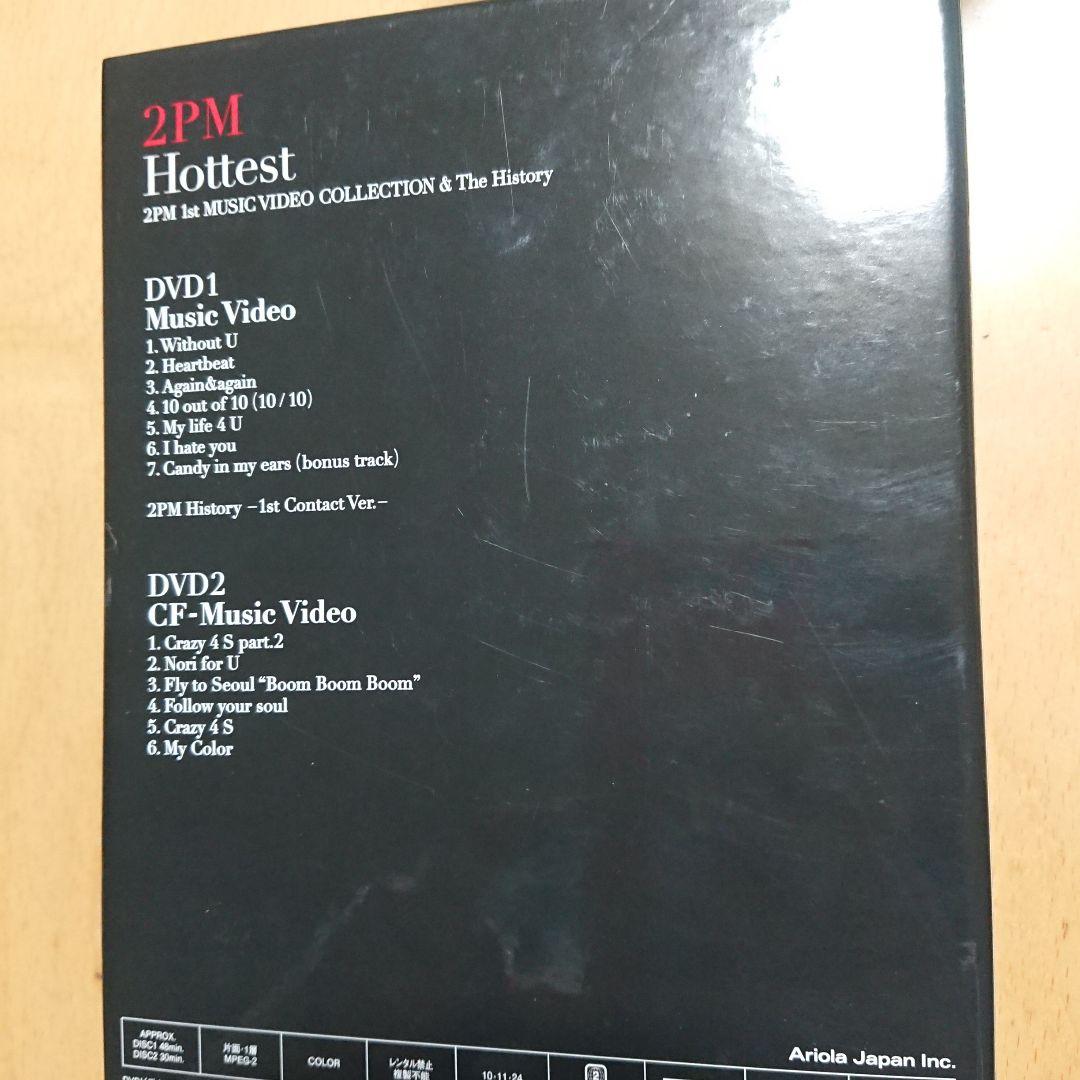 2PM
Hottest
2PM 1st MUSIC VIDEO COLLECTION & The History
DVD1
Music Video
1. Without U
2. Heartbeat
3. Again&again
4. 10 out of 10 (10 / 10)
5. My life 4 U
6. I hate you
7. Candy in my ears (bonus track)
2PM History –1st Contact Ver.–
DVD2
CF-Music Video
1. Crazy 4 S part.2
2. Nori for U
3. Fly to Seoul “Boom Boom Boom”
4. Follow your soul
5. Crazy 4 S
6. My Color
Ariola Japan Inc.
APPROX.
DISC1 48min.
DISC2 30min.
片面・1層
MPEG-2
COLOR
レンタル禁止
複製不能
10·11·24
2